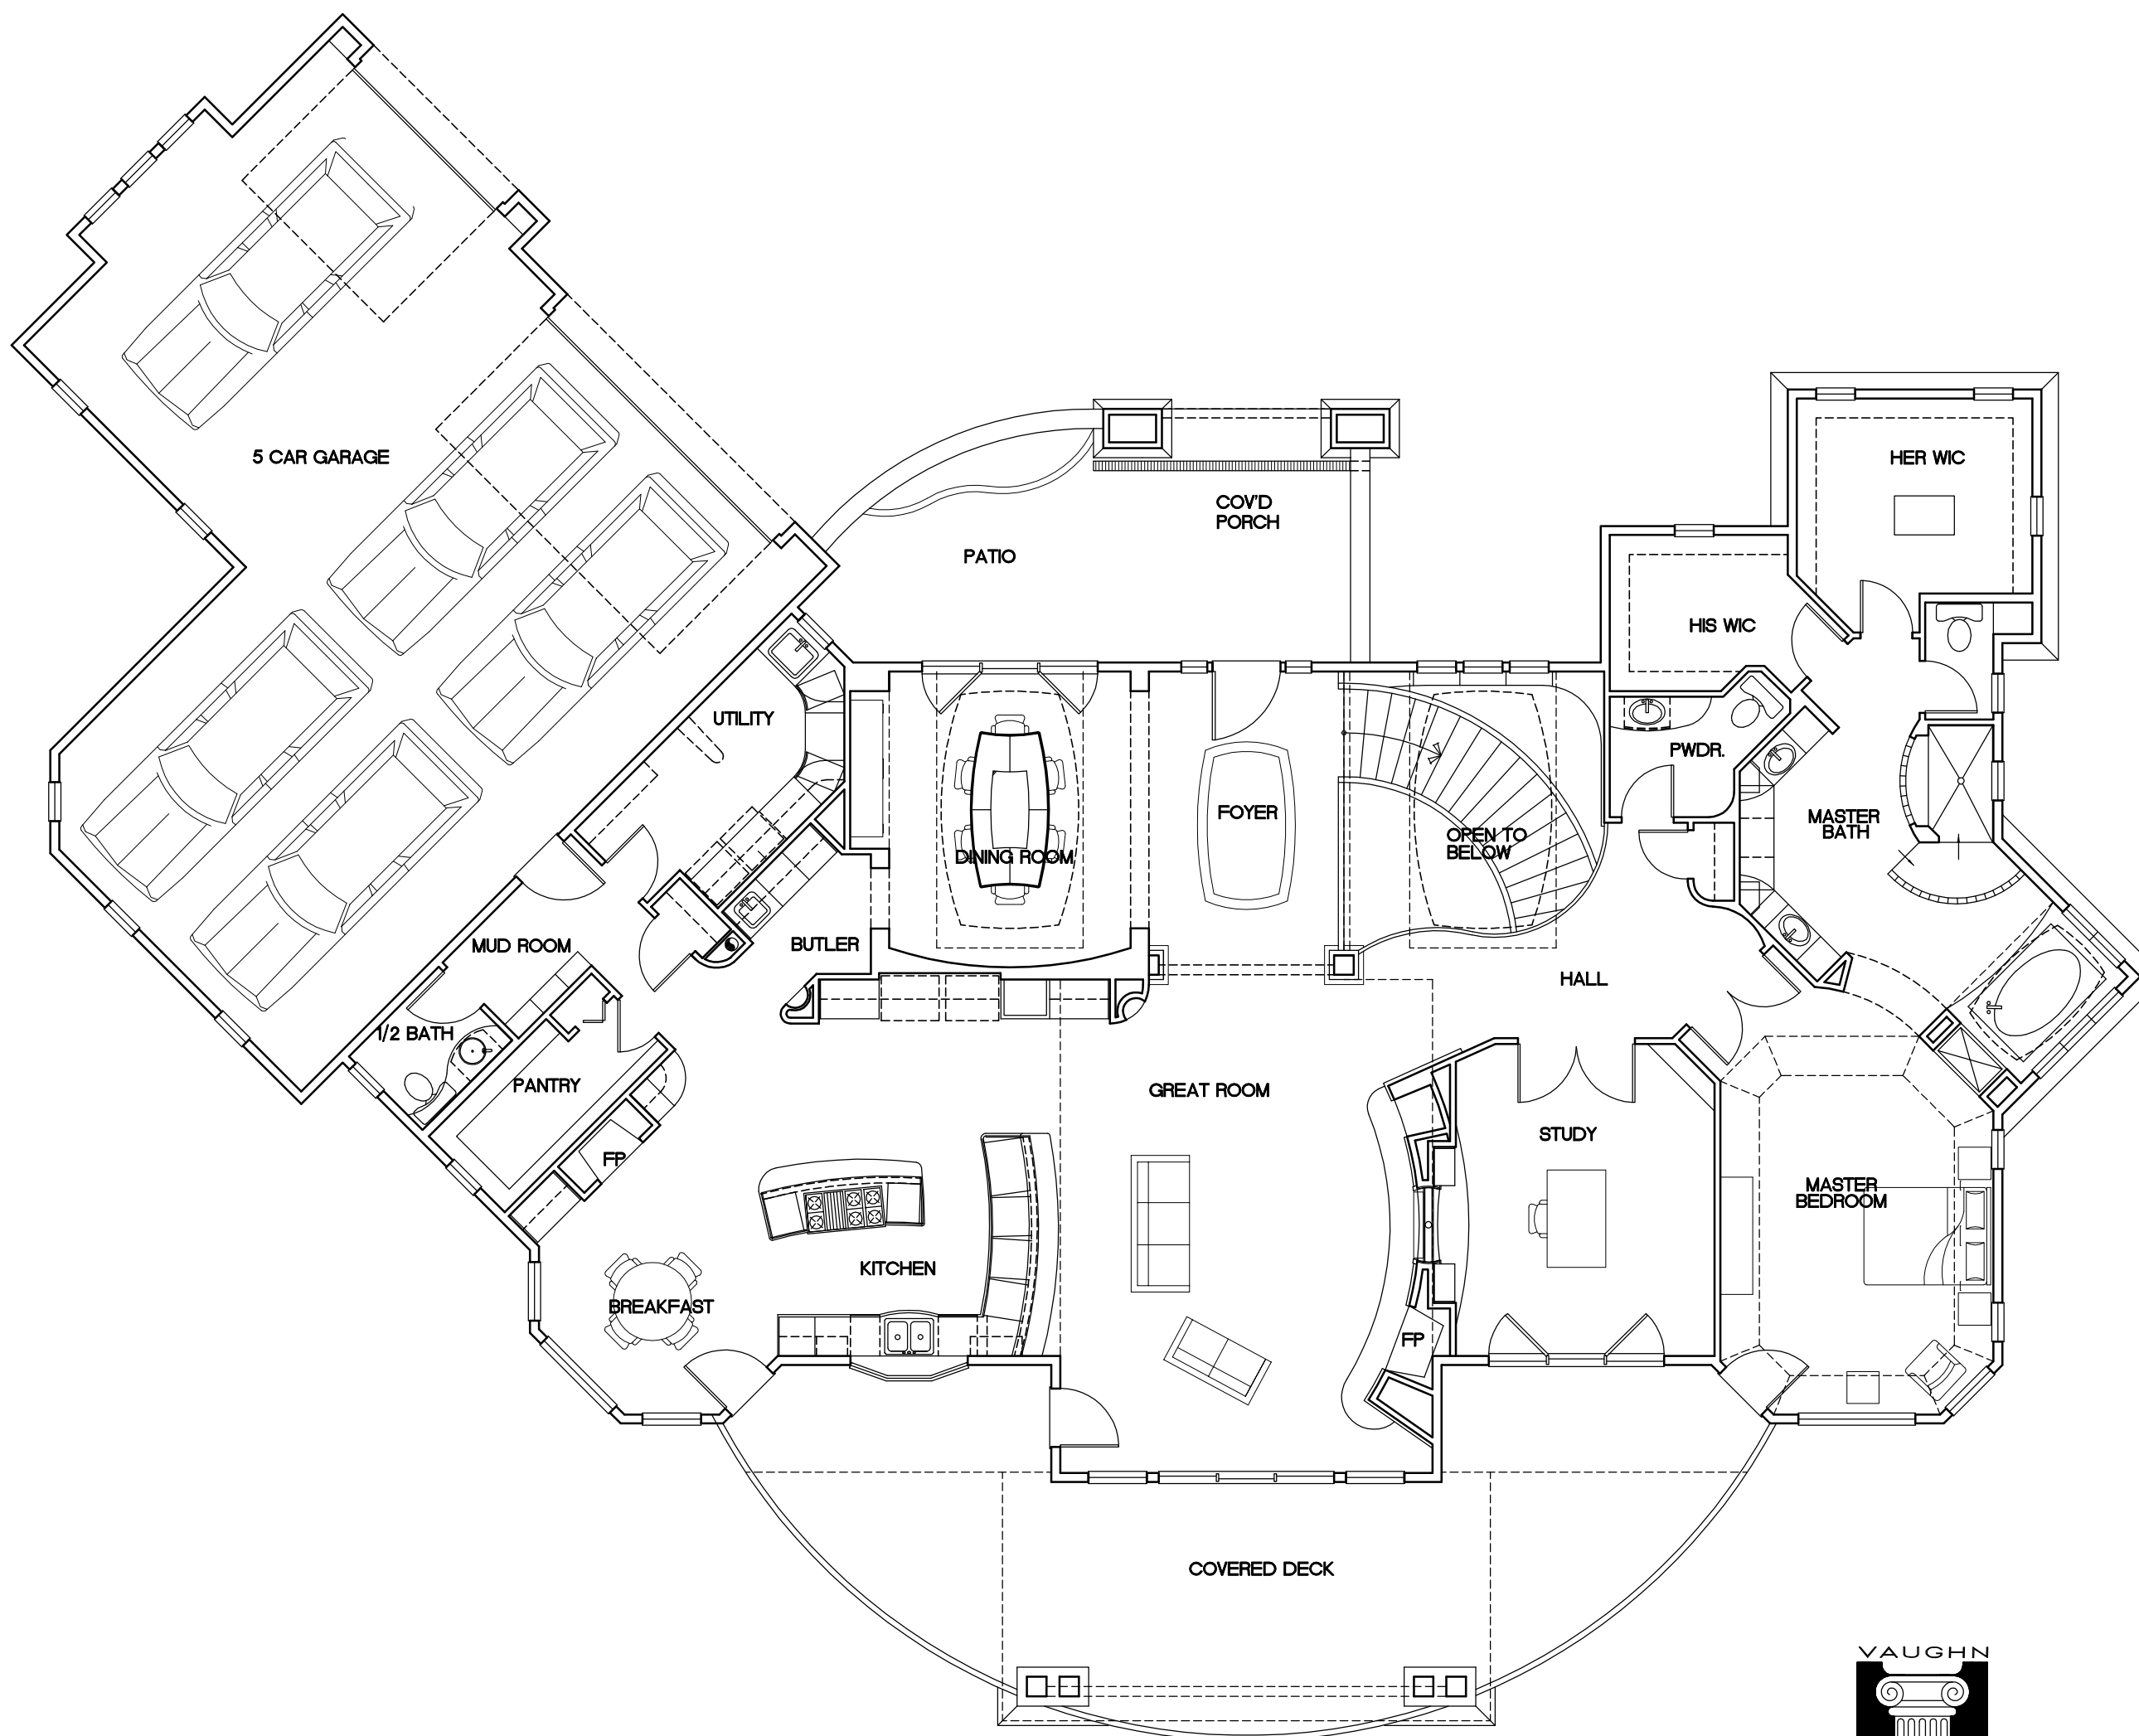 5 CAR GARAGE
HER WIC
COV'D
PORCH
PATIO
HIS WIC
UTILITY
PWDR.
FOYER
MASTER
BATH
OPEN TO
BELOW
DINING ROOM
MUD ROOM
BUTLER
HALL
1/2 BATH
PANTRY
GREAT ROOM
STUDY
FP
MASTER
BEDROOM
KITCHEN
BREAKFAST
FP
COVERED DECK
VAUGHN